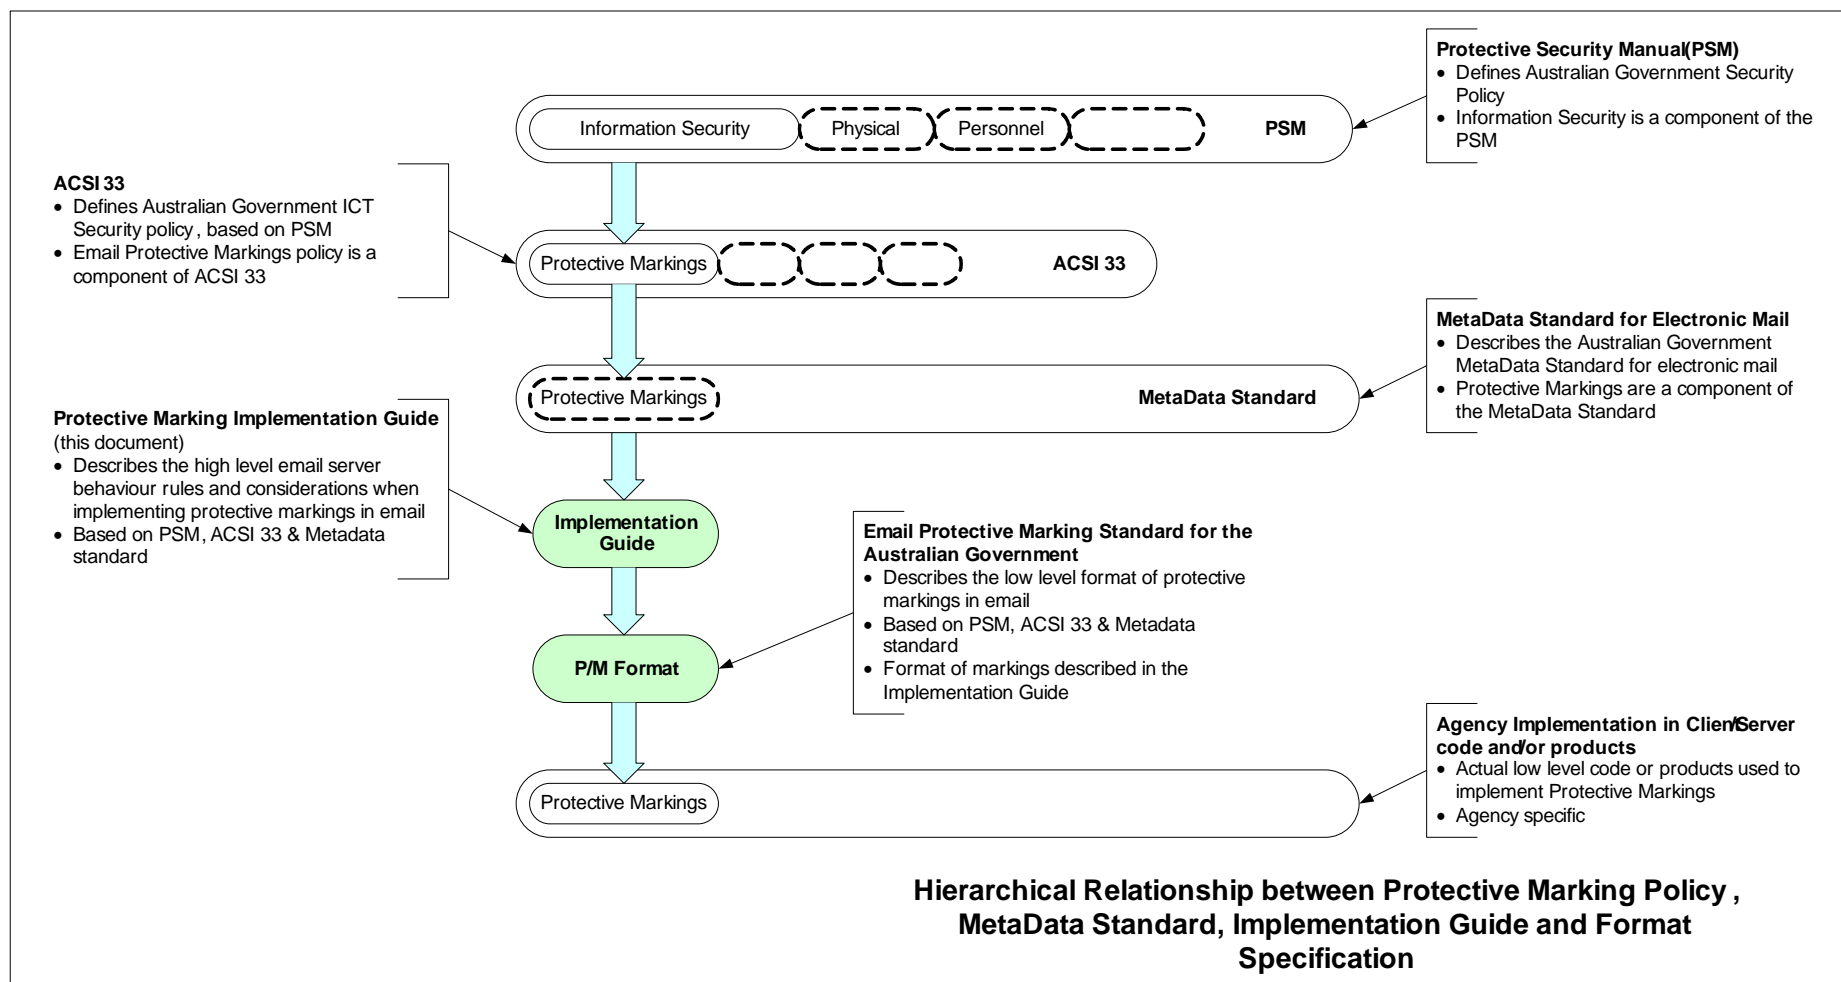 Protective Security Manual(PSM)
• Defines Australian Government Security
Policy
• Information Security is a component of the
PSM
Information Security
Physical
Personnel
PSM
ACSI 33
• Defines Australian Government ICT
Security policy , based on PSM
• Email Protective Markings policy is a
component of ACSI 33
Protective Markings
ACSI 33
MetaData Standard for Electronic Mail
• Describes the Australian Government
MetaData Standard for electronic mail
• Protective Markings are a component of
the MetaData Standard
Protective Markings
MetaData Standard
Protective Marking Implementation Guide
(this document)
• Describes the high level email server
behaviour rules and considerations when
implementing protective markings in email
• Based on PSM, ACSI 33 & Metadata
standard
Implementation
Guide
Email Protective Marking Standard for the
Australian Government
• Describes the low level format of protective
markings in email
• Based on PSM, ACSI 33 & Metadata
standard
• Format of markings described in the
Implementation Guide
P/M Format
Agency Implementation in Client/Server
code and/or products
• Actual low level code or products used to
implement Protective Markings
• Agency specific
Protective Markings
Hierarchical Relationship between Protective Marking Policy ,
MetaData Standard, Implementation Guide and Format
Specification